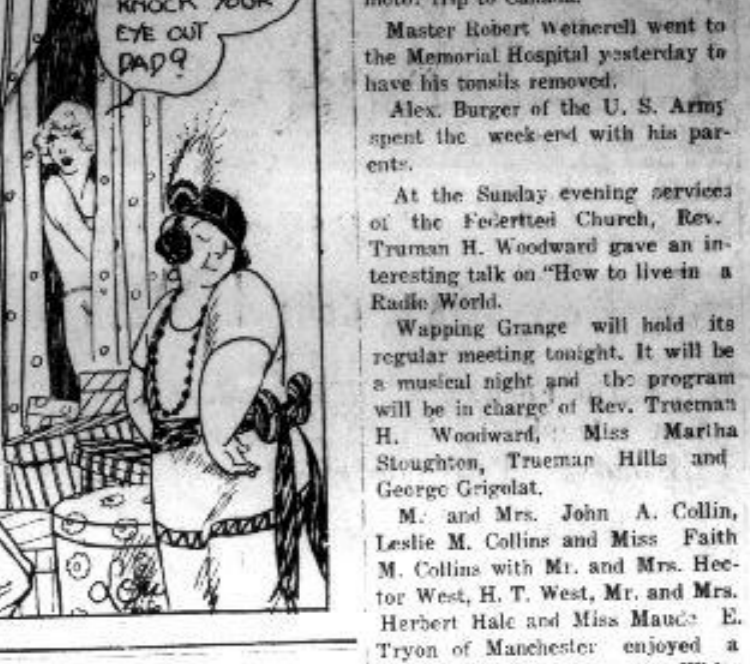 KNOCK YOUR
EYE OUT
DAD?
motor trip to Canada.
Master Robert Wetherell went to
the Memorial Hospital yesterday to
have his tonsils removed.
Alex. Burger of the U. S. Army
spent the week-end with his par-
ents.
At the Sunday evening services
of the Federtted Church, Rev.
Truman H. Woodward gave an in-
teresting talk on "How to live in a
Radio World.
Wapping Grange will hold its
regular meeting tonight. It will be
a musical night and the program
will be in charge of Rev. Trueman
H. Woodward, Miss Martha
Stoughton, Trueman Hills and
George Grigolat.
M. and Mrs. John A. Collin,
Leslie M. Collins and Miss Faith
M. Collins with Mr. and Mrs. Hec-
tor West, H. T. West, Mr. and Mrs.
Herbert Hale and Miss Maude E.
Tryon of Manchester enjoyed a